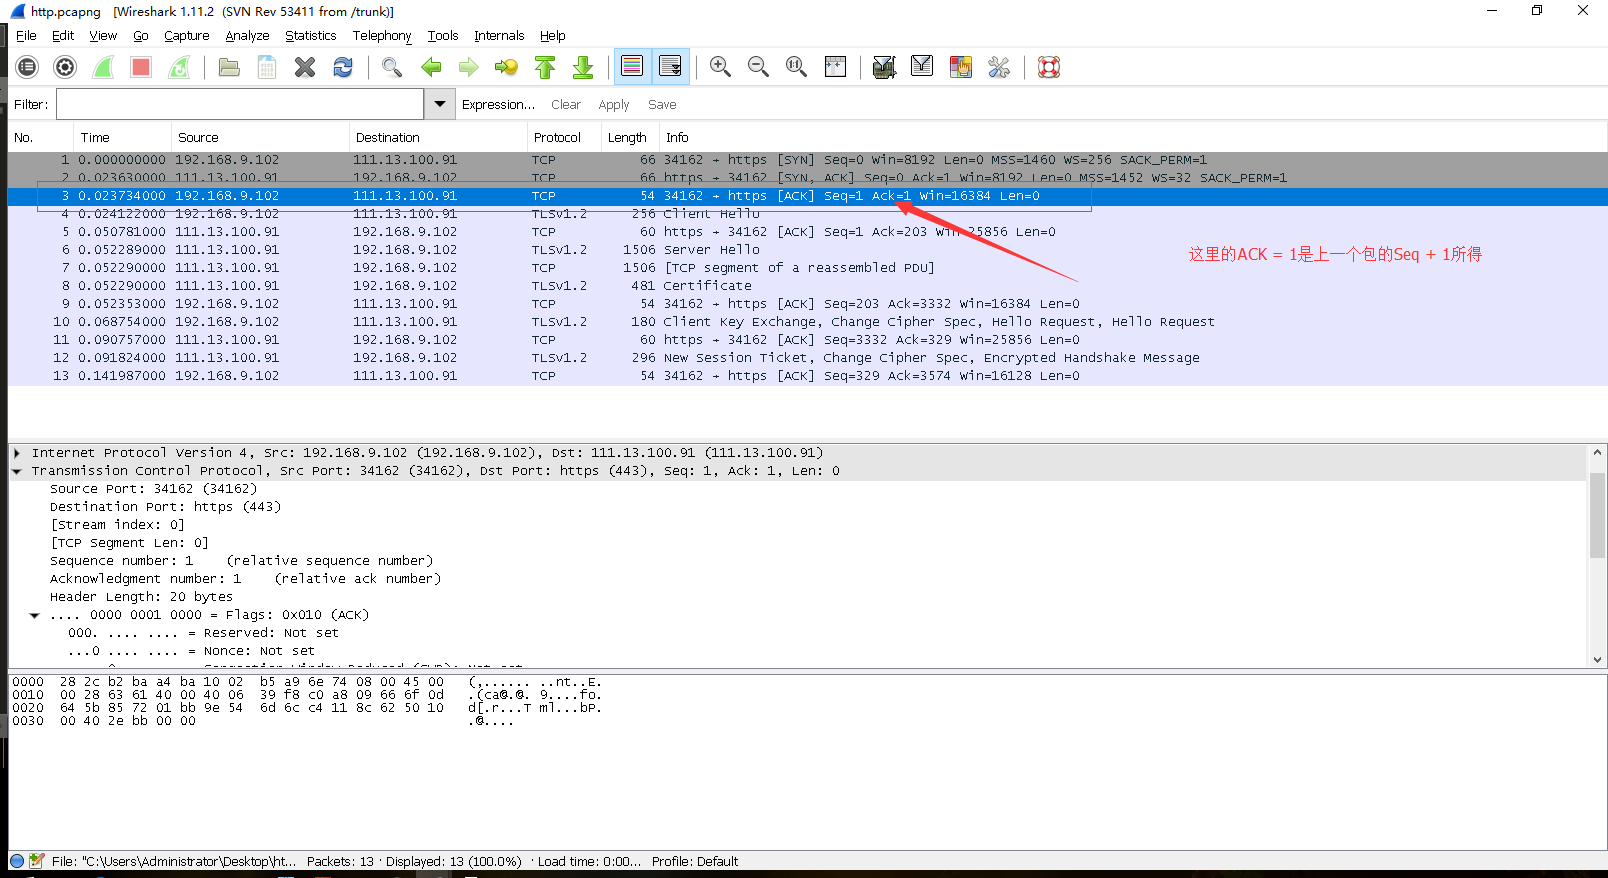 http.pcapng   [Wireshark 1.11.2  (SVN Rev 53411 from /trunk)]
File Edit View Go Capture Analyze Statistics Telephony Tools Internals Help
Filter: Expression... Clear Apply Save
No. Time Source Destination Protocol Length Info
1 0.000000000 192.168.9.102 111.13.100.91 TCP 66 34162 → https [SYN] Seq=0 Win=8192 Len=0 MSS=1460 WS=256 SACK_PERM=1
2 0.023630000 111.13.100.91 192.168.9.102 TCP 66 https → 34162 [SYN, ACK] Seq=0 Ack=1 Win=8192 Len=0 MSS=1452 WS=32 SACK_PERM=1
3 0.023734000 192.168.9.102 111.13.100.91 TCP 54 34162 → https [ACK] Seq=1 Ack=1 Win=16384 Len=0
4 0.024122000 192.168.9.102 111.13.100.91 TLSv1.2 256 Client Hello
5 0.050781000 111.13.100.91 192.168.9.102 TCP 60 https → 34162 [ACK] Seq=1 Ack=203 Win=25856 Len=0
6 0.052289000 111.13.100.91 192.168.9.102 TLSv1.2 1506 Server Hello
这里的ACK = 1是上一个包的Seq + 1所得
7 0.052290000 111.13.100.91 192.168.9.102 TCP 1506 [TCP segment of a reassembled PDU]
8 0.052290000 111.13.100.91 192.168.9.102 TLSv1.2 481 Certificate
9 0.052353000 192.168.9.102 111.13.100.91 TCP 54 34162 → https [ACK] Seq=203 Ack=3332 Win=16384 Len=0
10 0.068754000 192.168.9.102 111.13.100.91 TLSv1.2 180 Client Key Exchange, Change Cipher Spec, Hello Request, Hello Request
11 0.090757000 111.13.100.91 192.168.9.102 TCP 60 https → 34162 [ACK] Seq=3332 Ack=329 Win=25856 Len=0
12 0.091824000 111.13.100.91 192.168.9.102 TLSv1.2 296 New Session Ticket, Change Cipher Spec, Encrypted Handshake Message
13 0.141987000 192.168.9.102 111.13.100.91 TCP 54 34162 → https [ACK] Seq=329 Ack=3574 Win=16128 Len=0
Internet Protocol Version 4, Src: 192.168.9.102 (192.168.9.102), Dst: 111.13.100.91 (111.13.100.91)
Transmission Control Protocol, Src Port: 34162 (34162), Dst Port: https (443), Seq: 1, Ack: 1, Len: 0
Source Port: 34162 (34162)
Destination Port: https (443)
[Stream index: 0]
[TCP Segment Len: 0]
Sequence number: 1    (relative sequence number)
Acknowledgment number: 1    (relative ack number)
Header Length: 20 bytes
.... 0000 0001 0000 = Flags: 0x010 (ACK)
000. .... .... = Reserved: Not set
...0 .... .... = Nonce: Not set
.... 0... .... = Congestion Window Reduced (CWR): Not set
0000  28 2c b2 ba a4 ba 10 02  b5 a9 6e 74 08 00 45 00   (,...... ..nt..E.
0010  00 28 63 61 40 00 40 06  39 f8 c0 a8 09 66 6f 0d   .(ca@.@. 9....fo.
0020  64 5b 85 72 01 bb 9e 54  6d 6c c4 11 8c 62 50 10   d[.r...T ml...bP.
0030  00 40 2e bb 00 00                                  .@....
File: "C:\Users\Administrator\Desktop\ht... Packets: 13 · Displayed: 13 (100.0%) · Load time: 0:00... Profile: Default